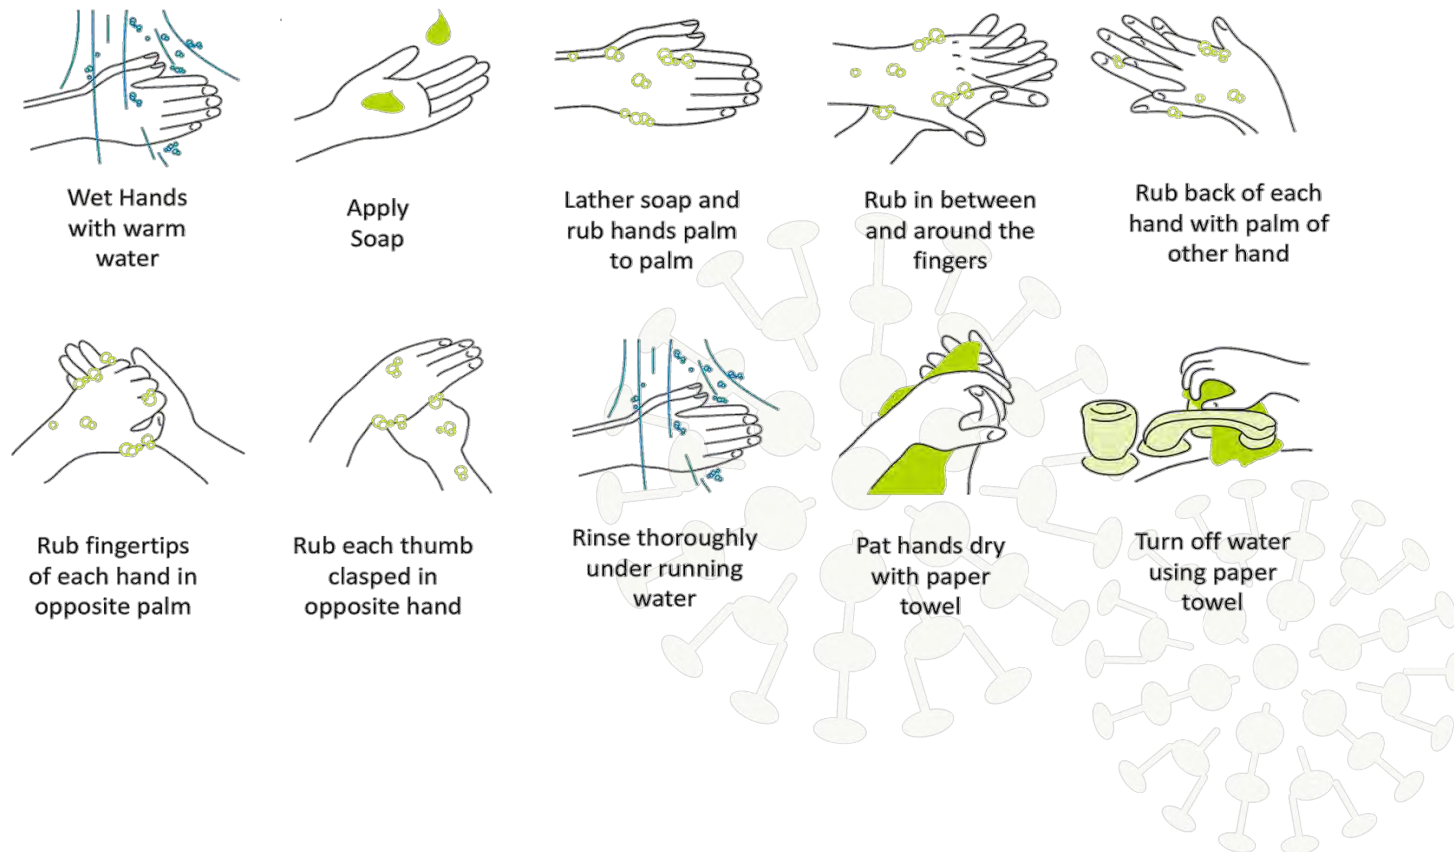 Wet Hands
with warm
water
Apply
Soap
Lather soap and
rub hands palm
to palm
Rub in between
and around the
fingers
Rub back of each
hand with palm of
other hand
Rub fingertips
of each hand in
opposite palm
Rub each thumb
clasped in
opposite hand
Rinse thoroughly
under running
water
Pat hands dry
with paper
towel
Turn off water
using paper
towel